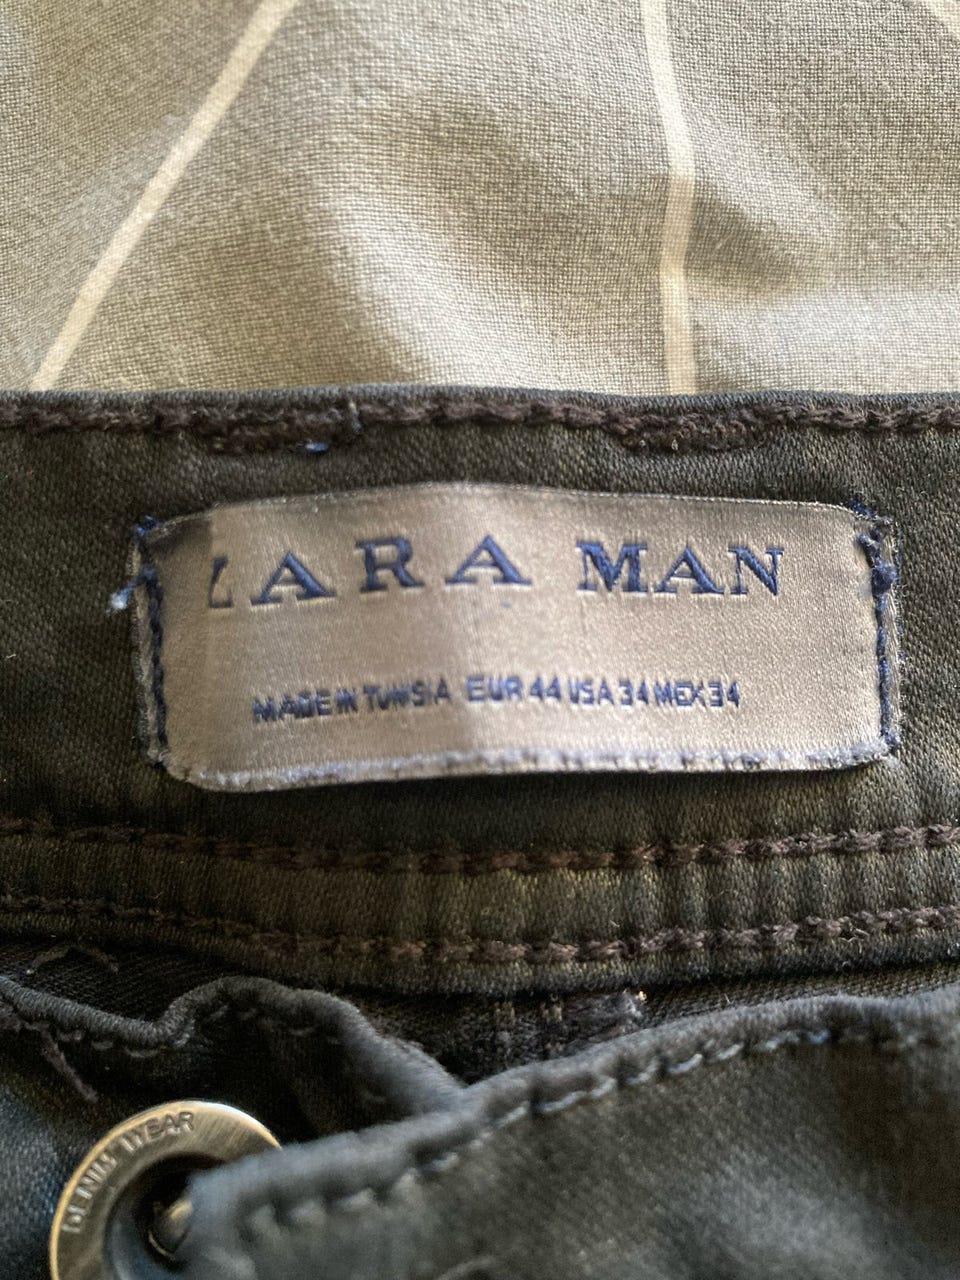 ZARA MAN
MADE IN TUNISIA EUR 44 USA 34 MEX 34
DENIM WEAR